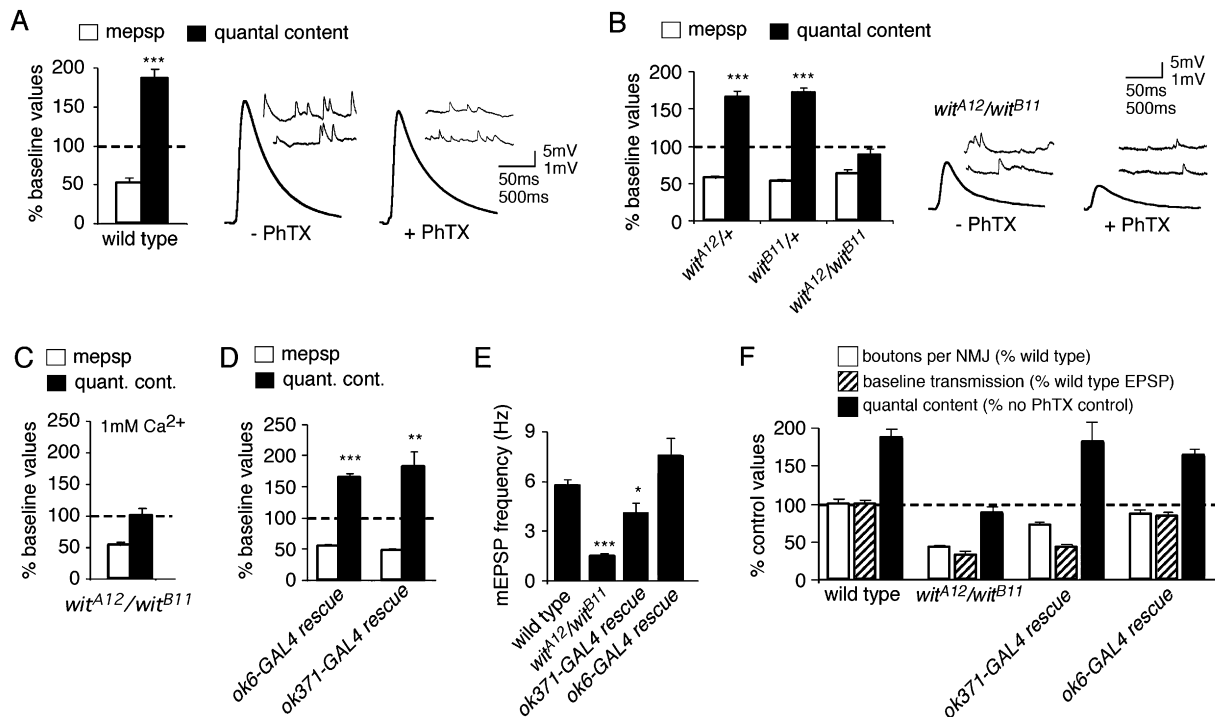 A
mepsp quantal content
% baseline values
200
150
100
50
0
***
wild type
- PhTX
+ PhTX
5mV
1mV
50ms
500ms
B
mepsp quantal content
% baseline values
200
150
100
50
0
*** ***
witA12/+
witB11/+
witA12/witB11
witA12/witB11
- PhTX
+ PhTX
5mV
1mV
50ms
500ms
C
mepsp
quant. cont.
1mM Ca2+
% baseline values
250
200
150
100
50
0
witA12/witB11
D
mepsp
quant. cont.
% baseline values
250
200
150
100
50
0
***
**
ok6-GAL4 rescue
ok371-GAL4 rescue
E
mEPSP frequency (Hz)
9
6
3
0
***
*
wild type
witA12/witB11
ok371-GAL4 rescue
ok6-GAL4 rescue
F
boutons per NMJ (% wild type)
baseline transmission (% wild type EPSP)
quantal content (% no PhTX control)
% control values
200
150
100
50
0
wild type
witA12/witB11
ok371-GAL4 rescue
ok6-GAL4 rescue